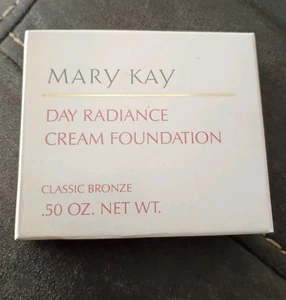 MARY KAY
DAY RADIANCE
CREAM FOUNDATION
CLASSIC BRONZE
.50 OZ. NET WT.